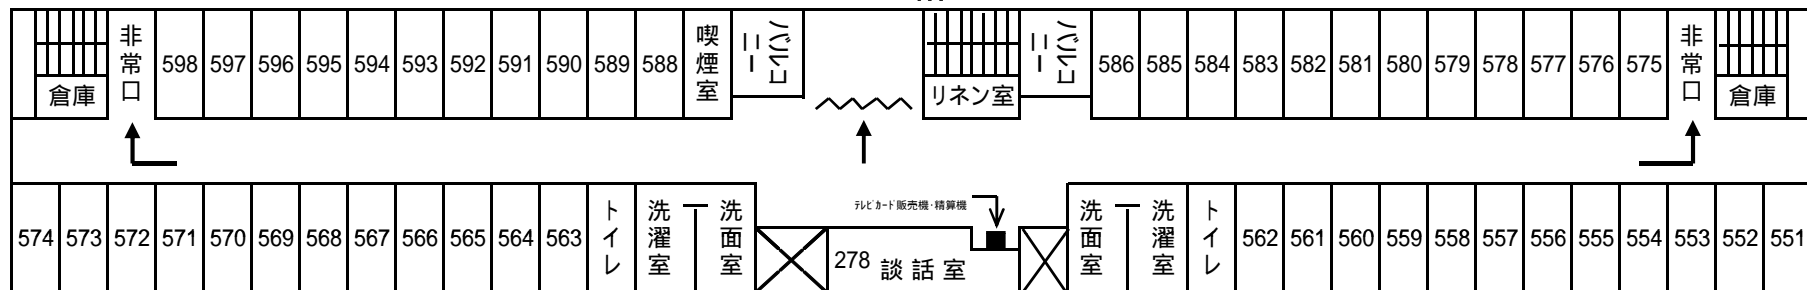 倉庫
非常口
598 597 596 595 594 593 592 591 590 589 588
喫煙室
バルコニー
リネン室
バルコニー
586 585 584 583 582 581 580 579 578 577 576 575
非常口
倉庫
574 573 572 571 570 569 568 567 566 565 564 563
トイレ
洗濯室
洗面室
テレビカード販売機・精算機
278 談話室
洗面室
洗濯室
トイレ
562 561 560 559 558 557 556 555 554 553 552 551